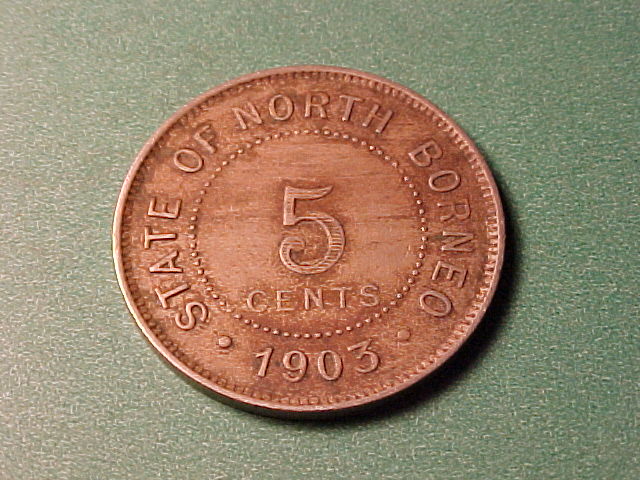 STATE OF NORTH BORNEO
5
CENTS
1903